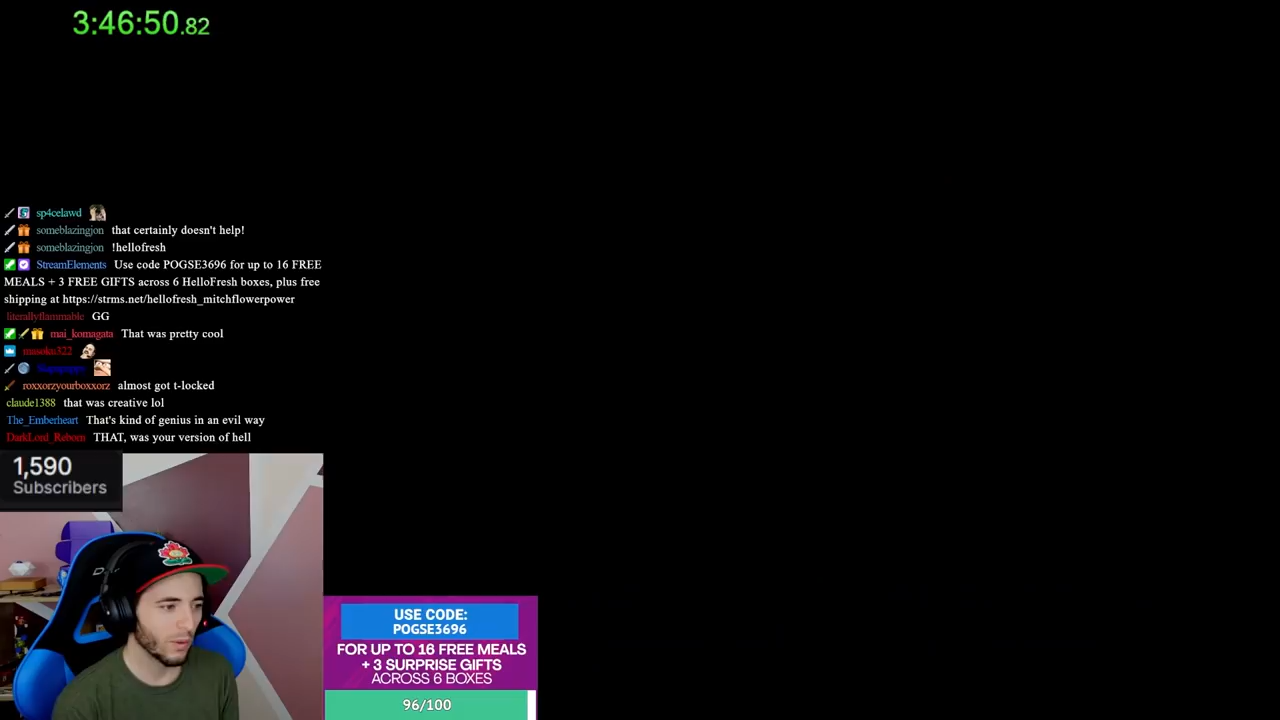 3:46:50.82
sp4celawd
someblazingjon that certainly doesn't help!
someblazingjon !hellofresh
StreamElements Use code POGSE3696 for up to 16 FREE
MEALS + 3 FREE GIFTS across 6 HelloFresh boxes, plus free
shipping at https://strms.net/hellofresh_mitchflowerpower
literallyflammable GG
mai_komagata That was pretty cool
masoku322
roxxorzyourboxxorz almost got t-locked
claude1388 that was creative lol
The_Emberheart That's kind of genius in an evil way
DarkLord_Reborn THAT, was your version of hell
1,590
Subscribers
USE CODE:
POGSE3696
FOR UP TO 16 FREE MEALS
+ 3 SURPRISE GIFTS
ACROSS 6 BOXES
96/100